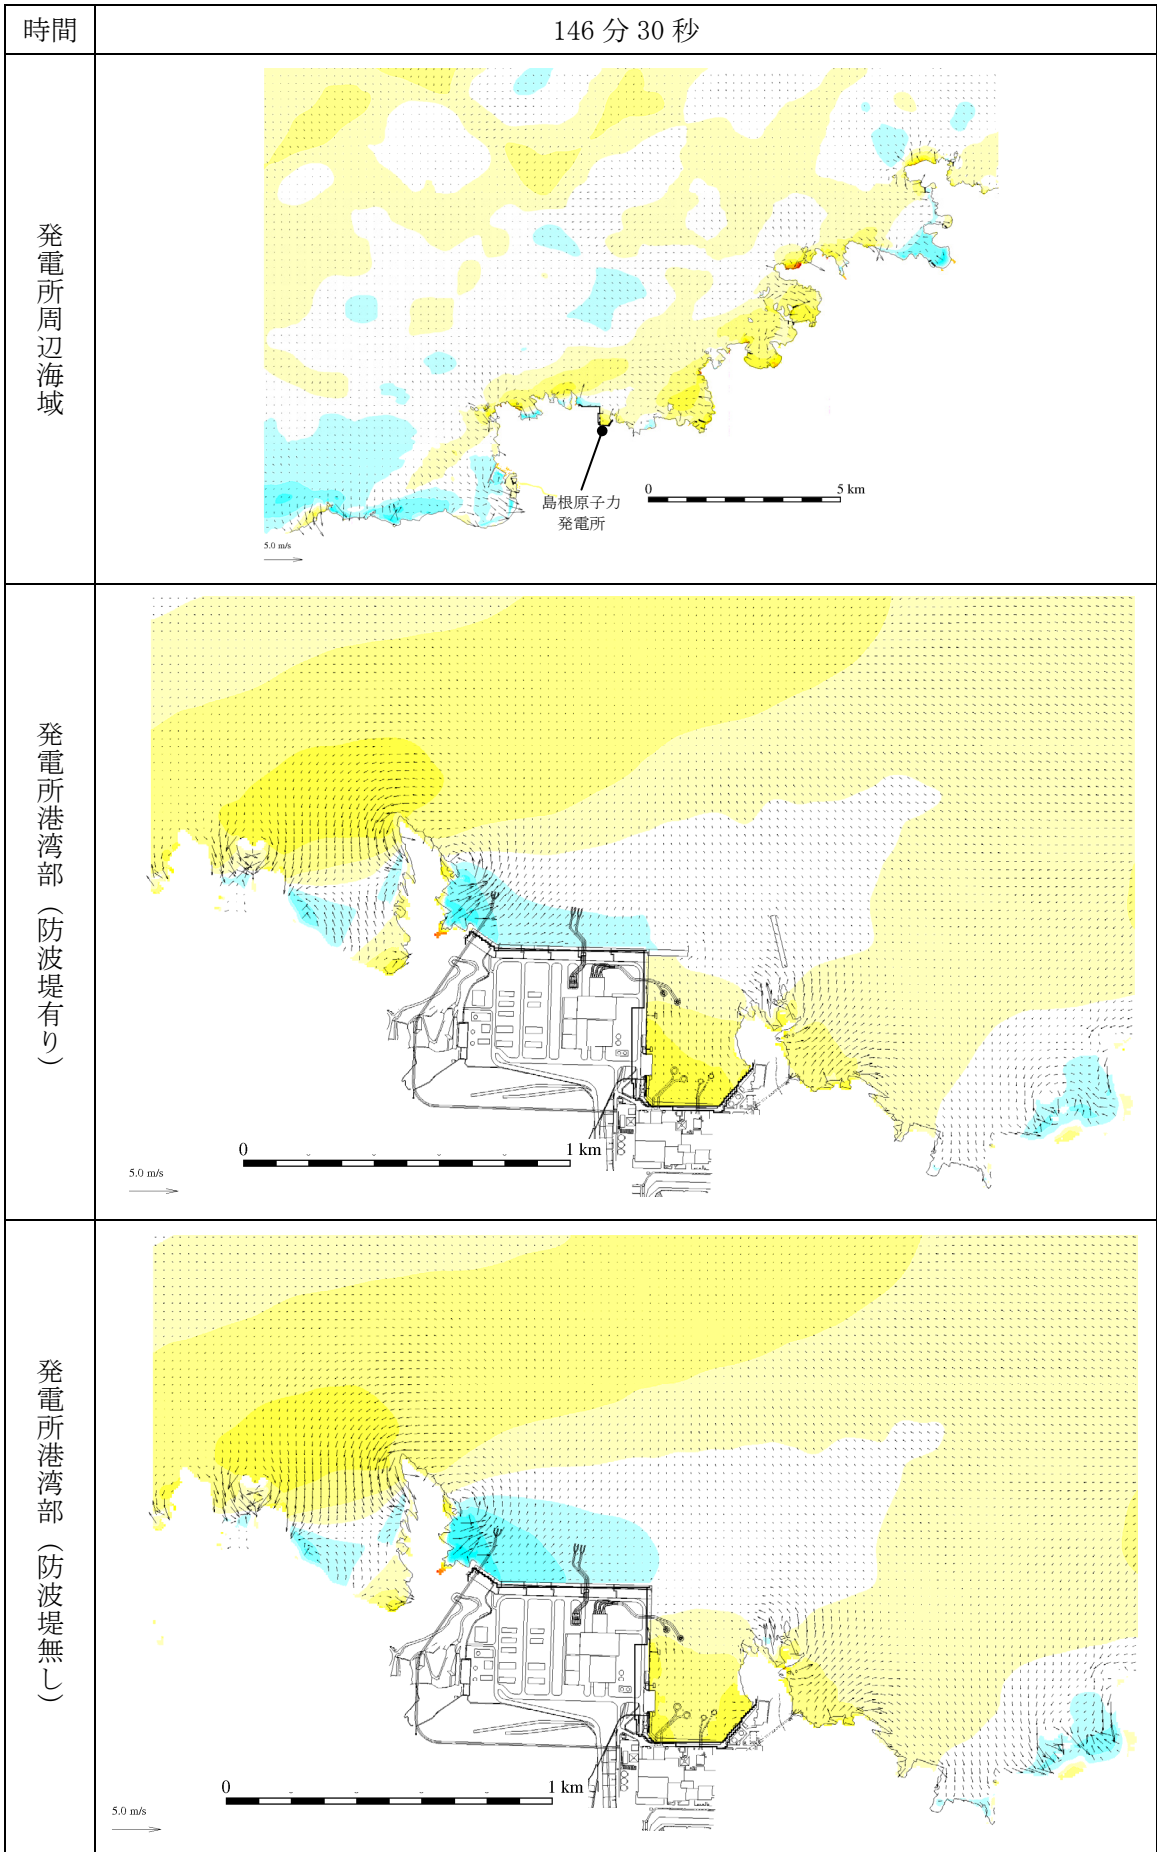 時間
146 分 30 秒
発電所周辺海域
島根原子力
発電所
0
5 km
5.0 m/s
発電所港湾部（防波堤有り）
0
1 km
5.0 m/s
発電所港湾部（防波堤無し）
0
1 km
5.0 m/s